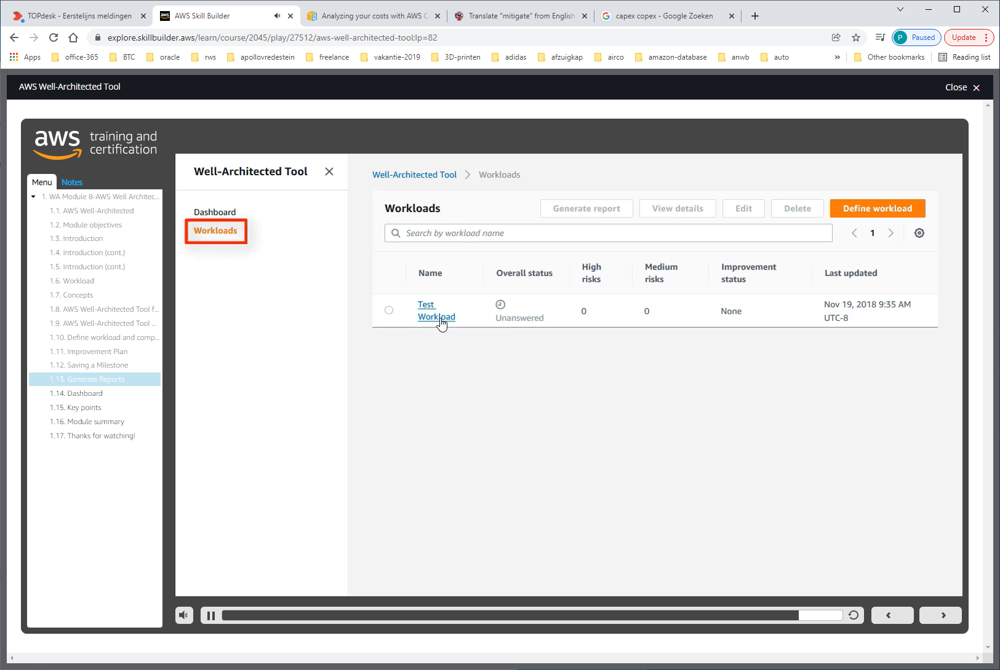 TOPdesk - Eerstelijns meldingen
AWS Skill Builder
Analyzing your costs with AWS C
Translate "mitigate" from English
capex copex - Google Zoeken
explore.skillbuilder.aws/learn/course/2045/play/27512/aws-well-architected-tool;lp=82
P
Paused
Update
Apps
office-365
BTC
oracle
rws
apollovredestein
freelance
vakantie-2019
3D-printen
adidas
afzuigkap
airco
amazon-database
anwb
auto
»
Other bookmarks
Reading list
AWS Well-Architected Tool
Close
aws training and certification
Menu
Notes
1. WA Module 8-AWS Well Architec...
1.1. AWS Well-Architected
1.2. Module objectives
1.3. Introduction
1.4. Introduction (cont.)
1.5. Introduction (cont.)
1.6. Workload
1.7. Concepts
1.8. AWS Well-Architected Tool f...
1.9. AWS Well-Architected Tool ...
1.10. Define workload and comp...
1.11. Improvement Plan
1.12. Saving a Milestone
1.13. Generate Reports
1.14. Dashboard
1.15. Key points
1.16. Module summary
1.17. Thanks for watching!
Well-Architected Tool
Dashboard
Workloads
Well-Architected Tool > Workloads
Workloads
Generate report
View details
Edit
Delete
Define workload
Search by workload name
1
Name
Overall status
High risks
Medium risks
Improvement status
Last updated
Test Workload
Unanswered
0
0
None
Nov 19, 2018 9:35 AM
UTC-8